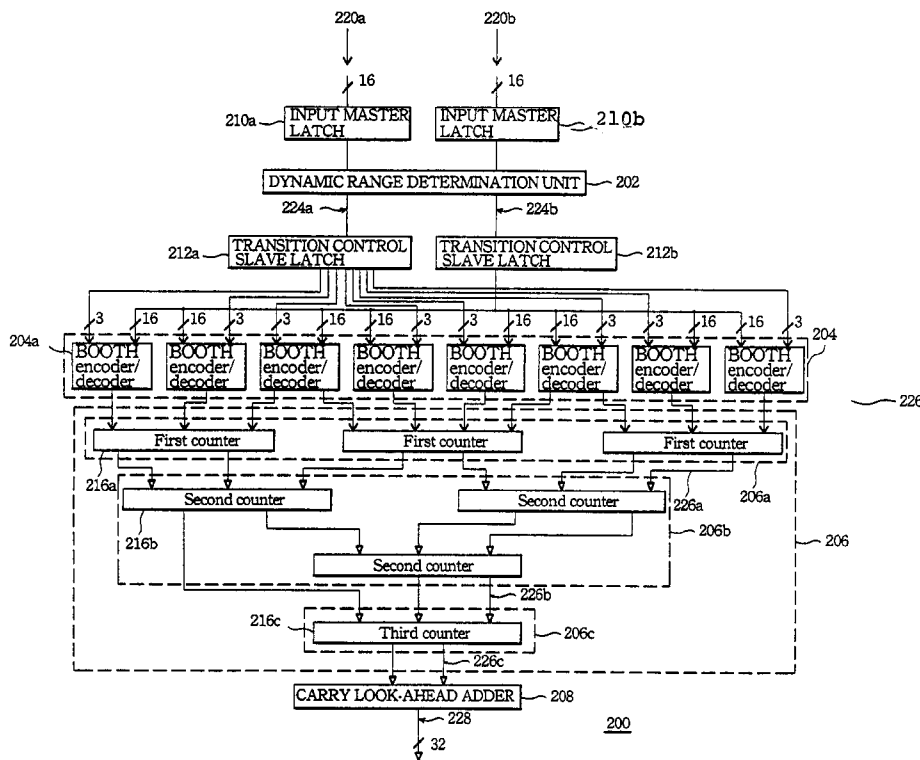 220a 220b
16 16
210a INPUT MASTER LATCH INPUT MASTER LATCH 210b
DYNAMIC RANGE DETERMINATION UNIT 202
224a 224b
212a TRANSITION CONTROL SLAVE LATCH TRANSITION CONTROL SLAVE LATCH 212b
3 16 16 3 3 16 16 3 3 16 16 3 3 16 16 3
204a 204
BOOTH encoder/ decoder
BOOTH encoder/ decoder
BOOTH encoder/ decoder
BOOTH encoder/ decoder
BOOTH encoder/ decoder
BOOTH encoder/ decoder
BOOTH encoder/ decoder
BOOTH encoder/ decoder
226
First counter First counter First counter
216a 226a 206a
Second counter Second counter
216b 206b 206
Second counter
226b
216c Third counter 206c
226c
CARRY LOOK-AHEAD ADDER 208
228
200
32